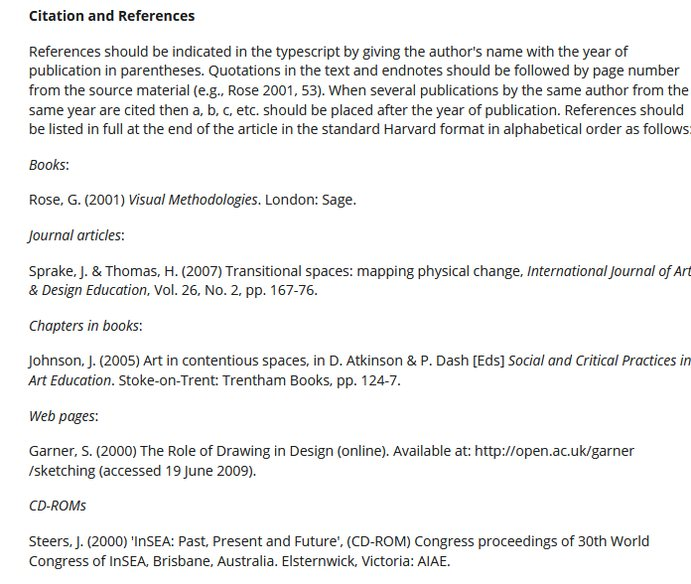 Citation and References
References should be indicated in the typescript by giving the author's name with the year of
publication in parentheses. Quotations in the text and endnotes should be followed by page number
from the source material (e.g., Rose 2001, 53). When several publications by the same author from the
same year are cited then a, b, c, etc. should be placed after the year of publication. References should
be listed in full at the end of the article in the standard Harvard format in alphabetical order as follows:
Books:
Rose, G. (2001) Visual Methodologies. London: Sage.
Journal articles:
Sprake, J. & Thomas, H. (2007) Transitional spaces: mapping physical change, International Journal of Art
& Design Education, Vol. 26, No. 2, pp. 167-76.
Chapters in books:
Johnson, J. (2005) Art in contentious spaces, in D. Atkinson & P. Dash [Eds] Social and Critical Practices in
Art Education. Stoke-on-Trent: Trentham Books, pp. 124-7.
Web pages:
Garner, S. (2000) The Role of Drawing in Design (online). Available at: http://open.ac.uk/garner
/sketching (accessed 19 June 2009).
CD-ROMs
Steers, J. (2000) 'InSEA: Past, Present and Future', (CD-ROM) Congress proceedings of 30th World
Congress of InSEA, Brisbane, Australia. Elsternwick, Victoria: AIAE.